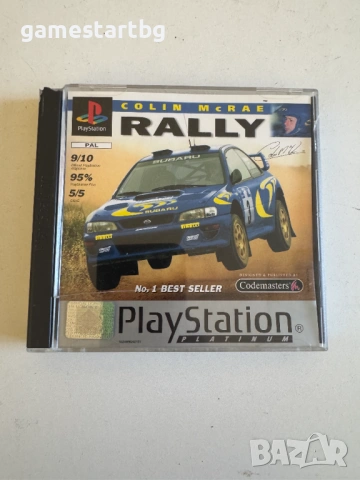 gamestartbg
PlayStation
COLIN McRAE
RALLY
PAL
9/10
95%
5/5
SUBARU
SUBARU
No.1 BEST SELLER
Codemasters
PlayStation®
PLATINUM
BAZAR